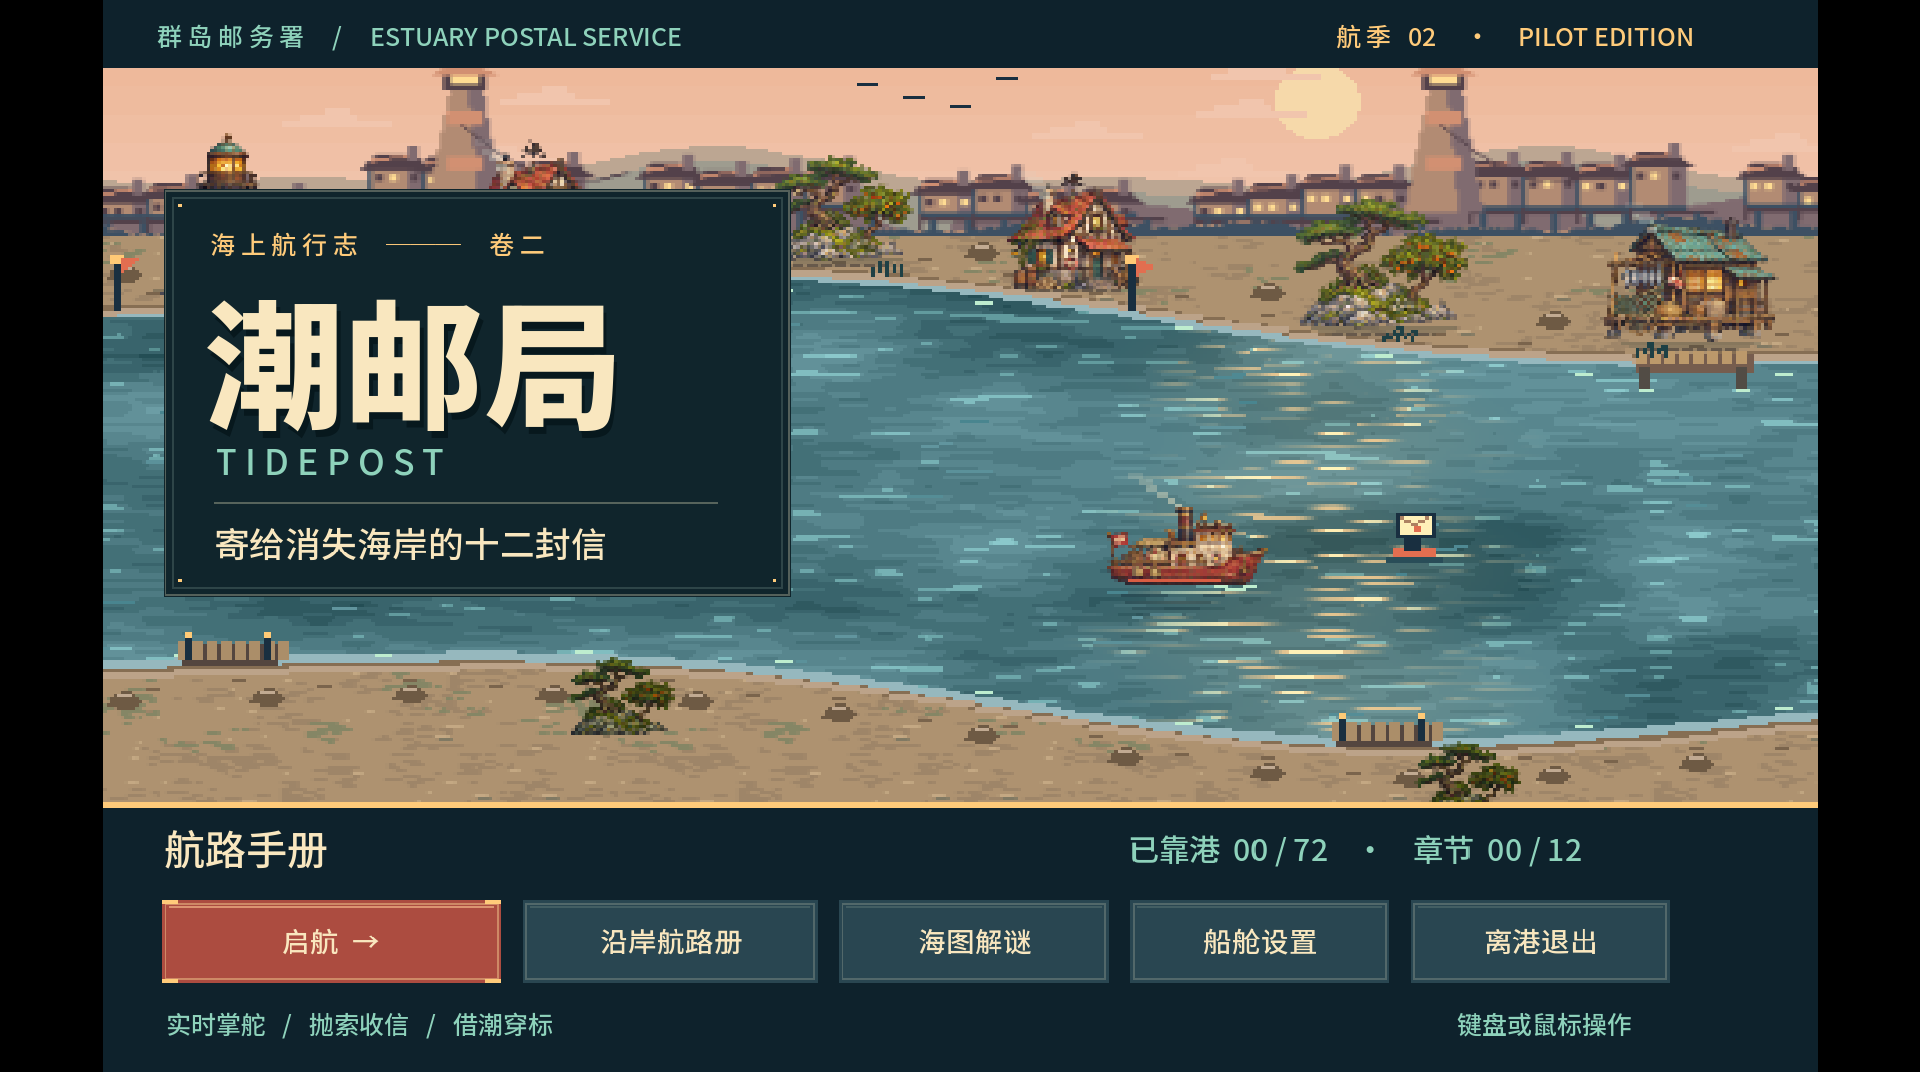 群岛邮务署 / ESTUARY POSTAL SERVICE
航季 02 • PILOT EDITION
海上航行志 —— 卷二
潮邮局
TIDEPOST
寄给消失海岸的十二封信
航路手册
已靠港 00 / 72 • 章节 00 / 12
启航 →
沿岸航路册
海图解谜
船舱设置
离港退出
实时掌舵 / 抛索收信 / 借潮穿标
键盘或鼠标操作